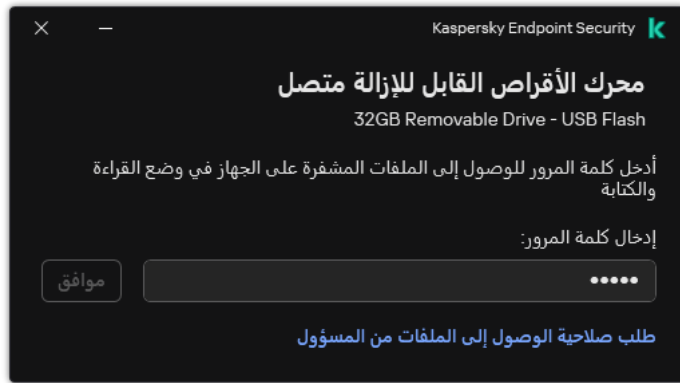 Kaspersky Endpoint Security
محرك الأقراص القابل للإزالة متصل
32GB Removable Drive - USB Flash
أدخل كلمة المرور للوصول إلى الملفات المشفرة على الجهاز في وضع القراءة
والكتابة
إدخال كلمة المرور:
•••••
موافق
طلب صلاحية الوصول إلى الملفات من المسؤول